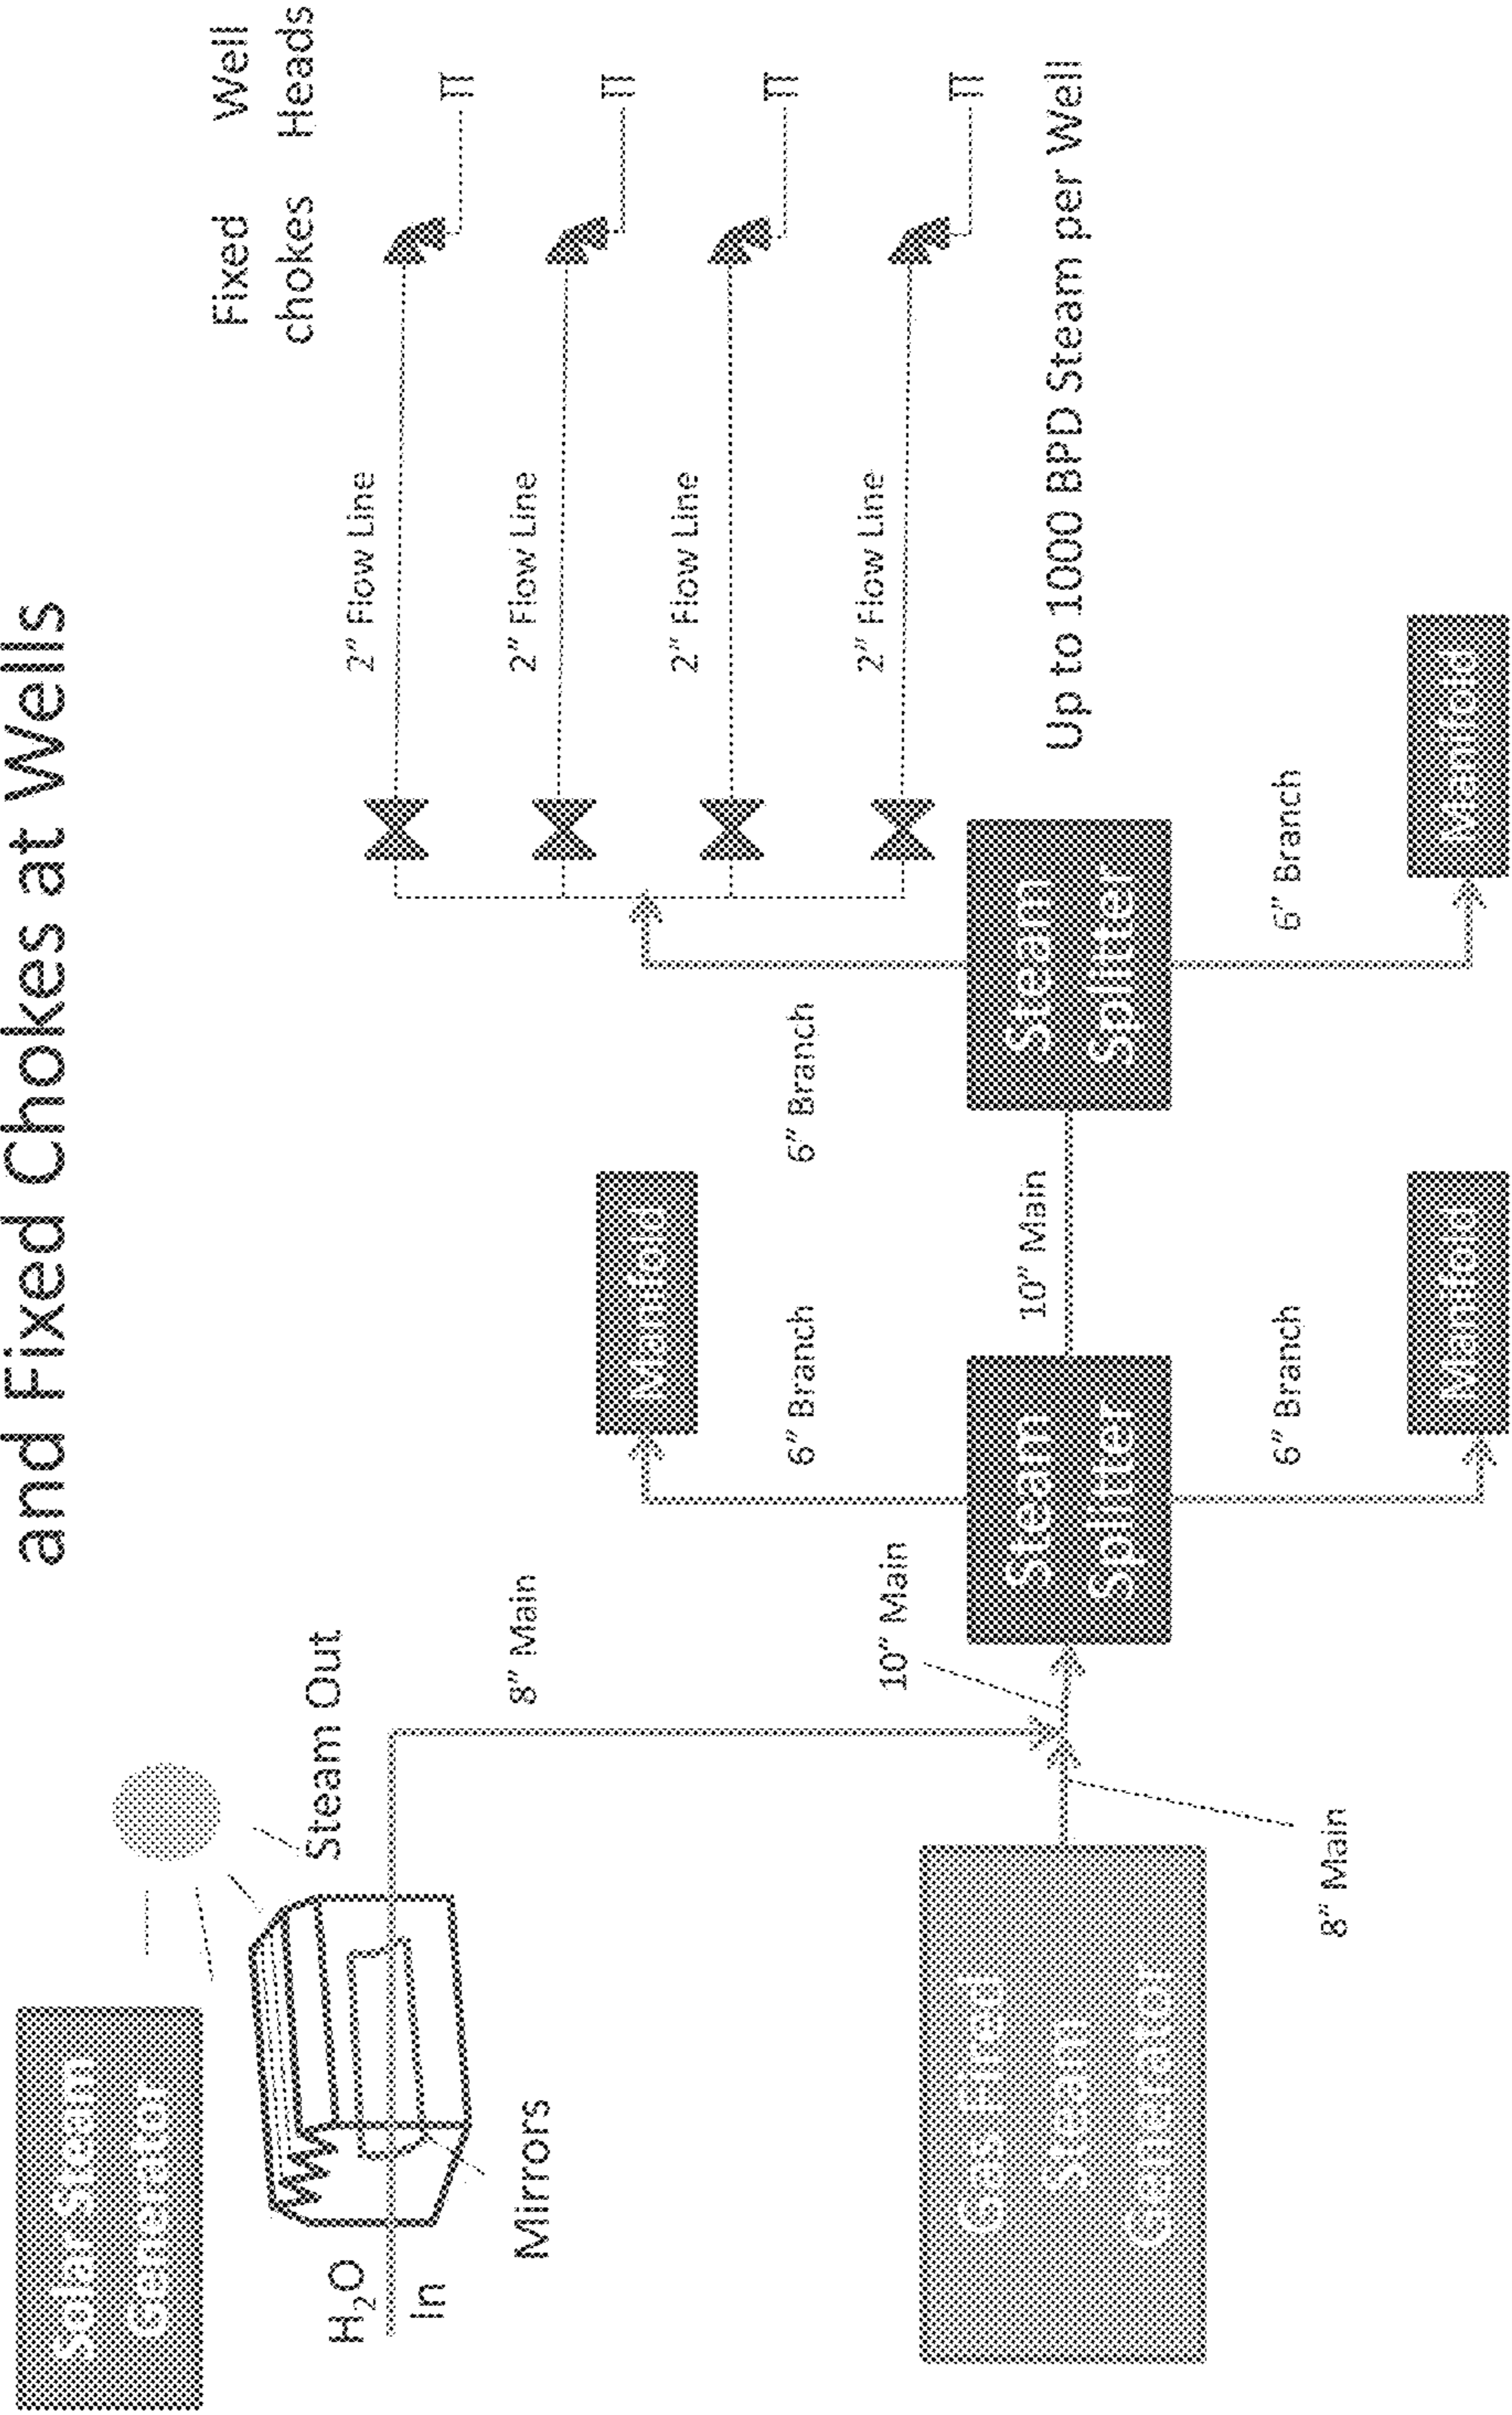 and Fixed Chokes at Wells
Solar Steam
Generator
Steam Out
H₂O
In
Mirrors
8" Main
Gas Fired
Steam
Generator
8" Main
10" Main
Steam
Splitter
6" Branch
Manifold
6" Branch
Manifold
10" Main
Steam
Splitter
6" Branch
6" Branch
Manifold
Fixed
chokes
Well
Heads
2" Flow Line
2" Flow Line
2" Flow Line
2" Flow Line
Up to 1000 BPD Steam per Well